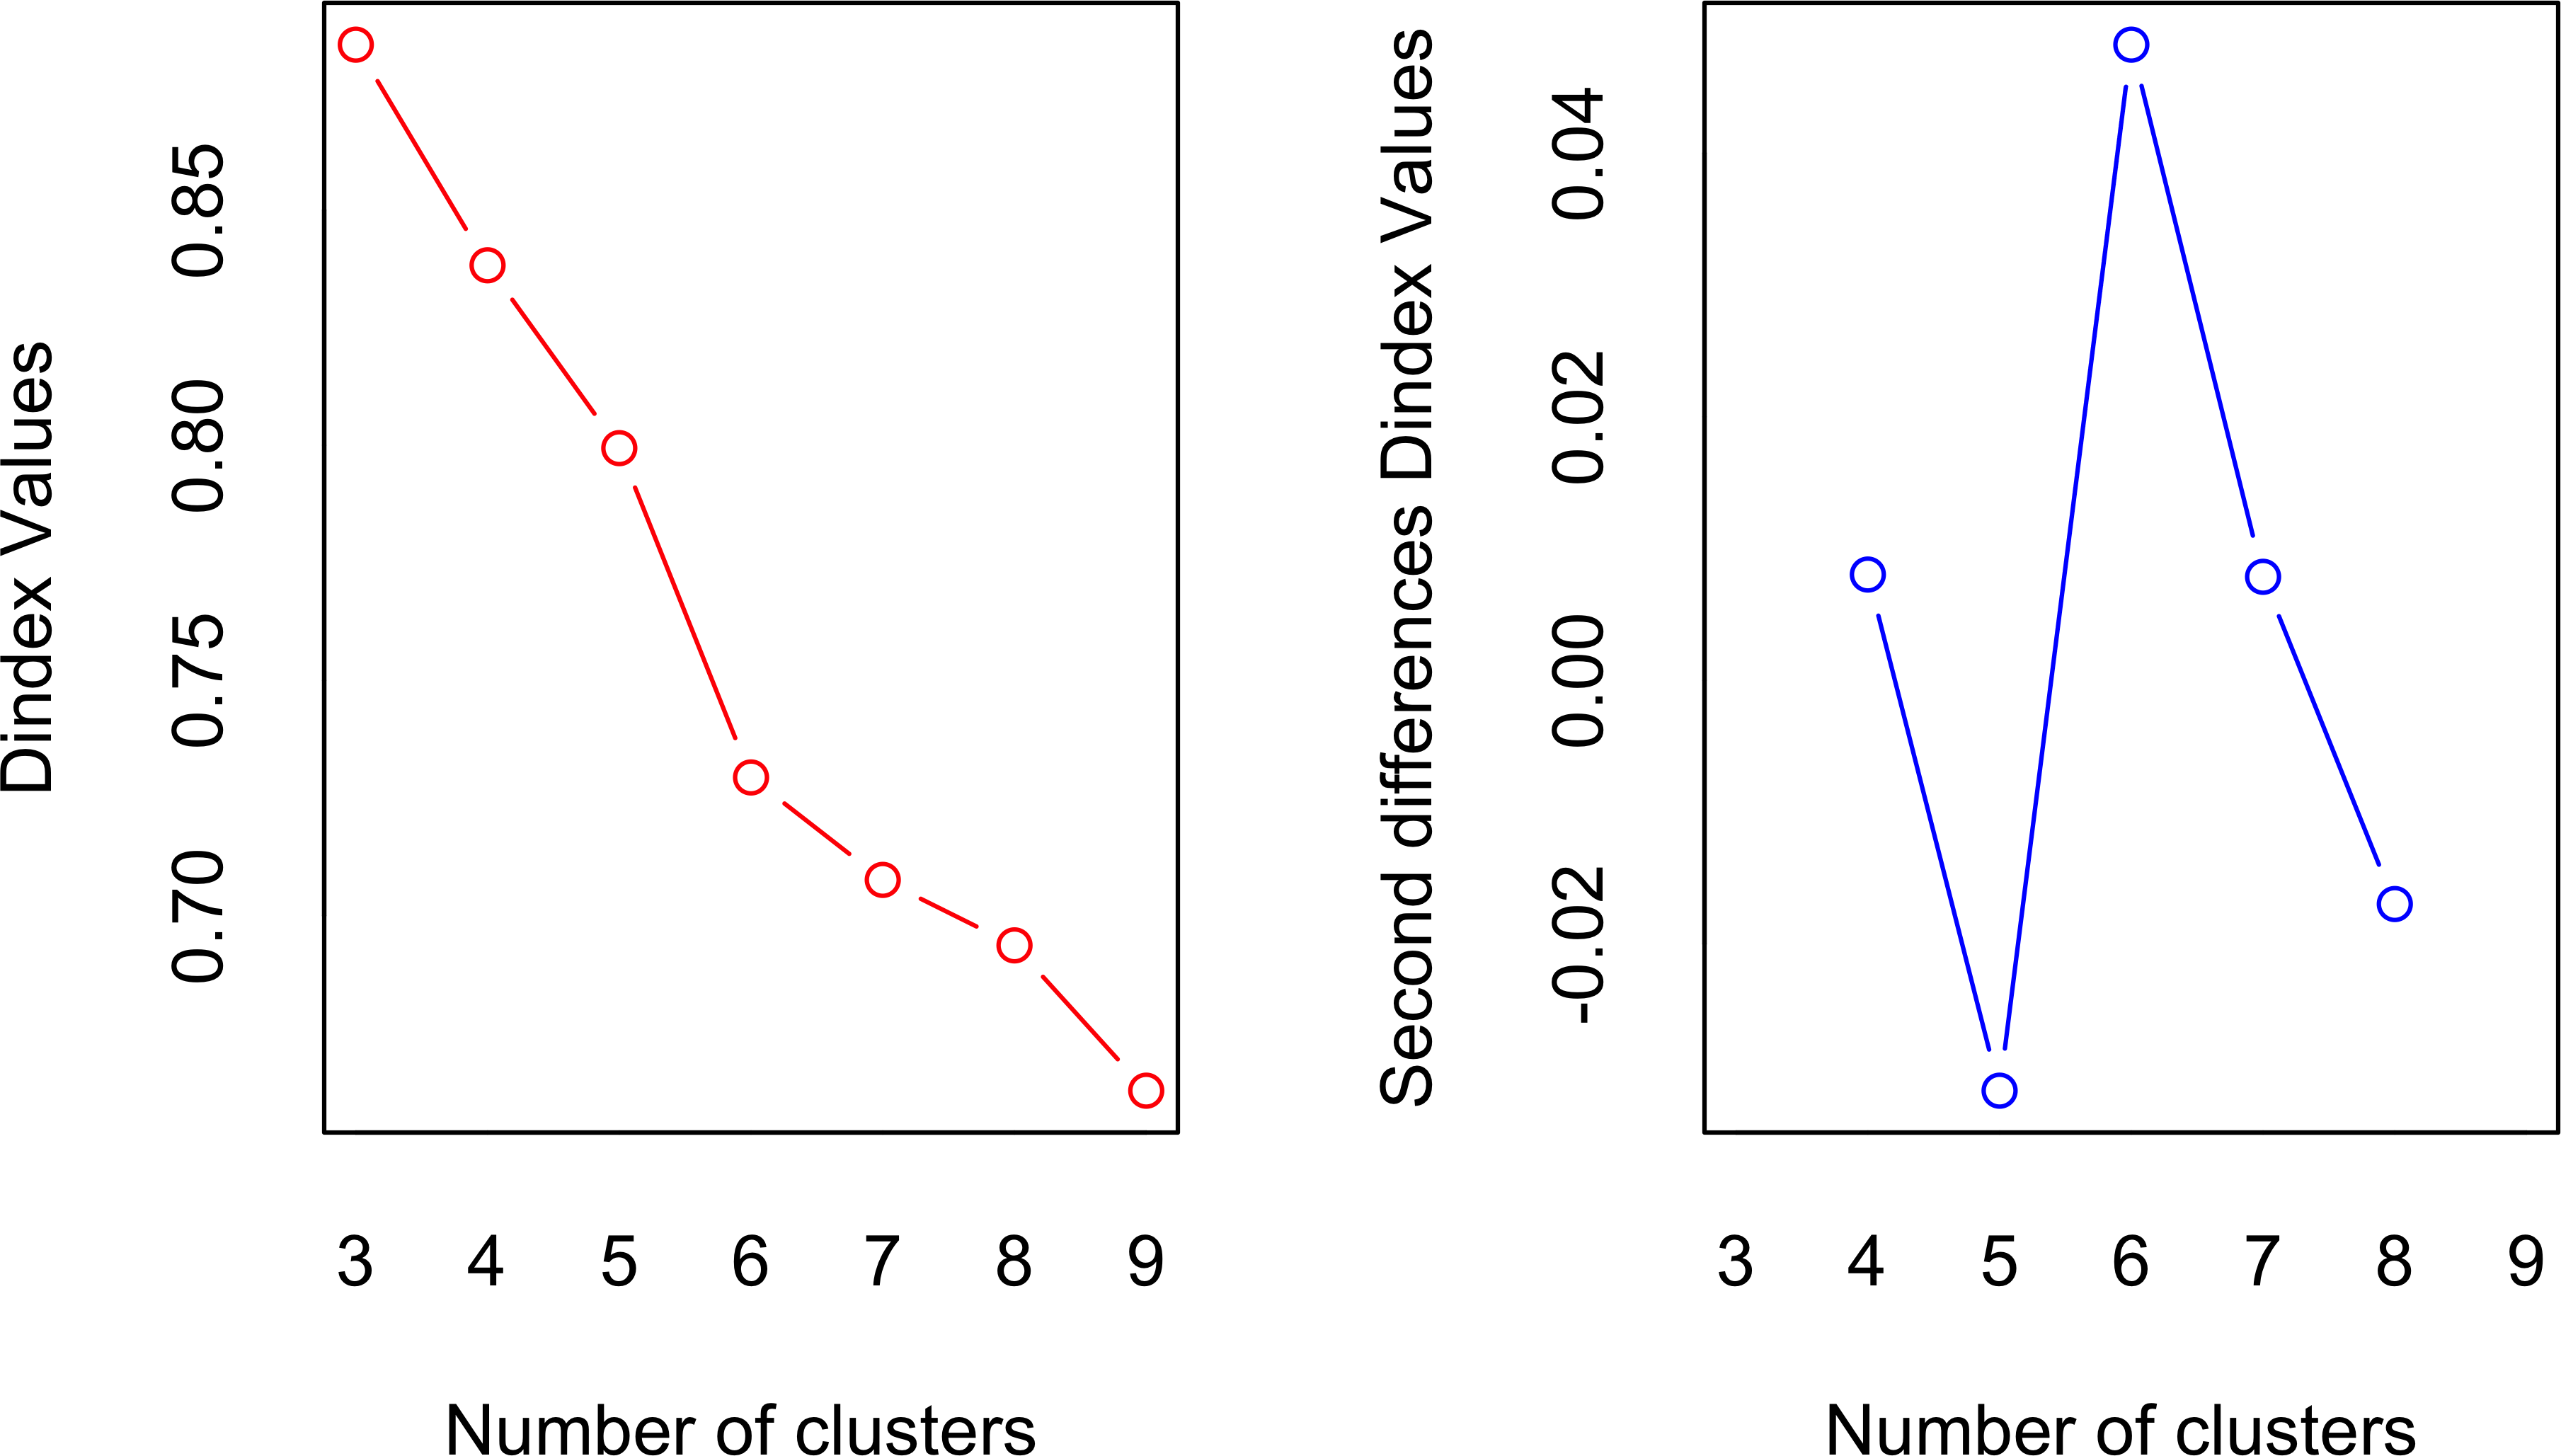 Dindex Values
0.85
0.80
0.75
0.70
3 4 5 6 7 8 9
Number of clusters
Second differences Dindex Values
0.04
0.02
0.00
-0.02
3 4 5 6 7 8 9
Number of clusters